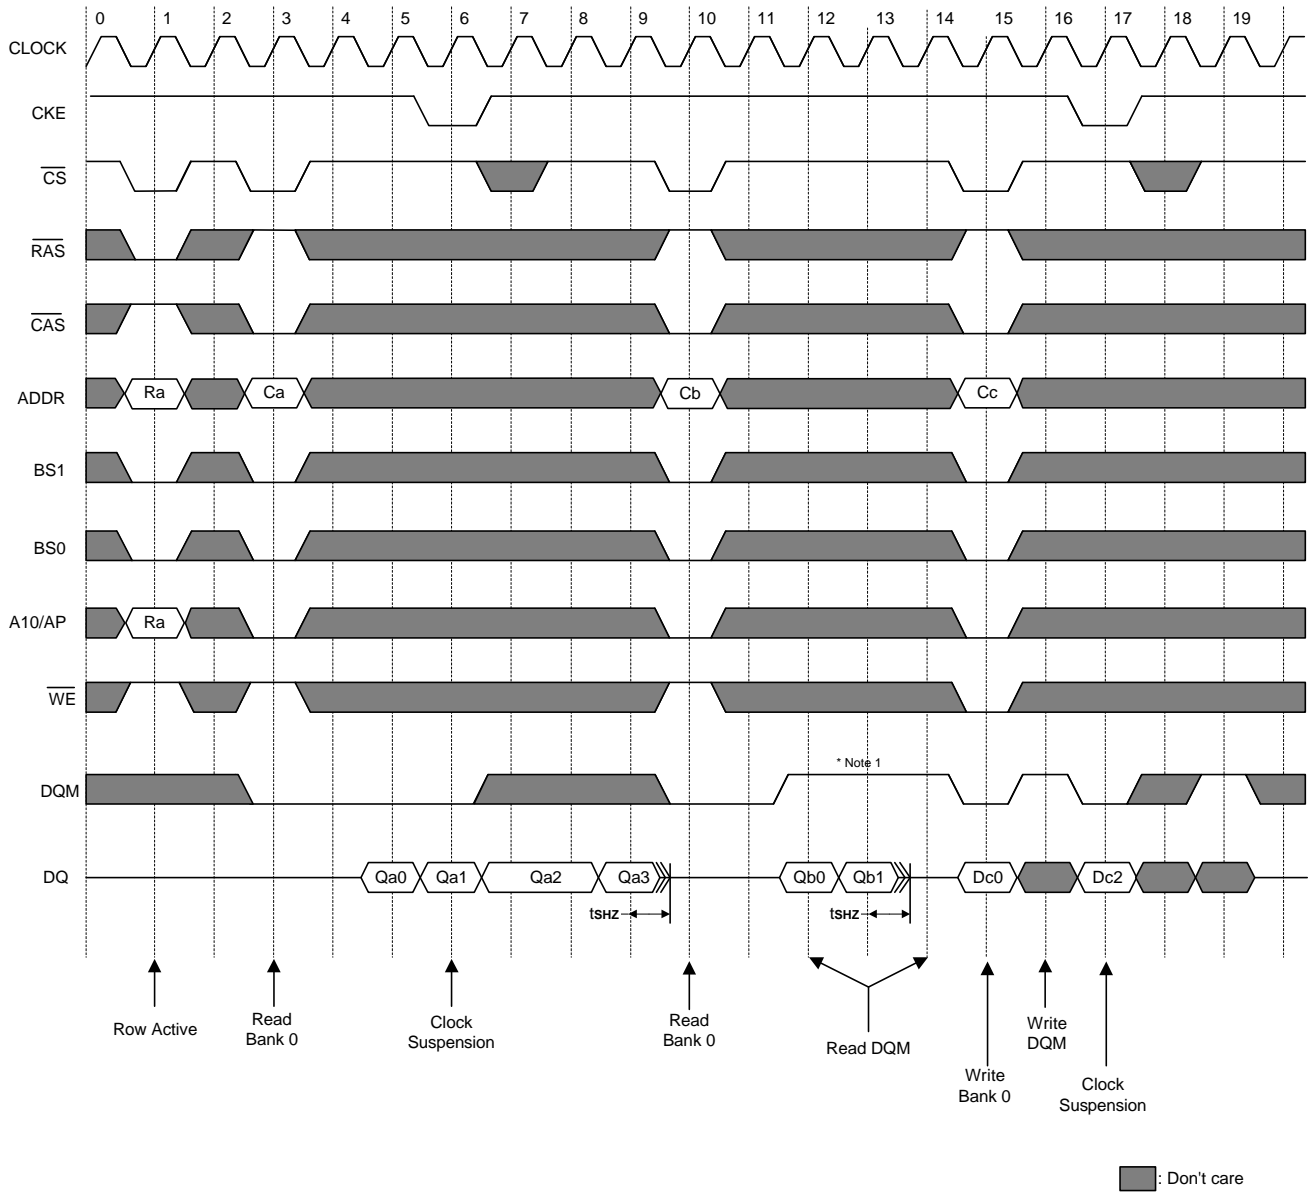 0 1 2 3 4 5 6 7 8 9 10 11 12 13 14 15 16 17 18 19
CLOCK
CKE
CS
RAS
CAS
ADDR Ra Ca Cb Cc
BS1
BS0
A10/AP Ra
WE
* Note 1
DQM
DQ Qa0 Qa1 Qa2 Qa3 Qb0 Qb1 Dc0 Dc2
tSHZ tSHZ
Row Active
Read
Bank 0
Clock
Suspension
Read
Bank 0
Read DQM
Write
Bank 0
Write
DQM
Clock
Suspension
: Don't care